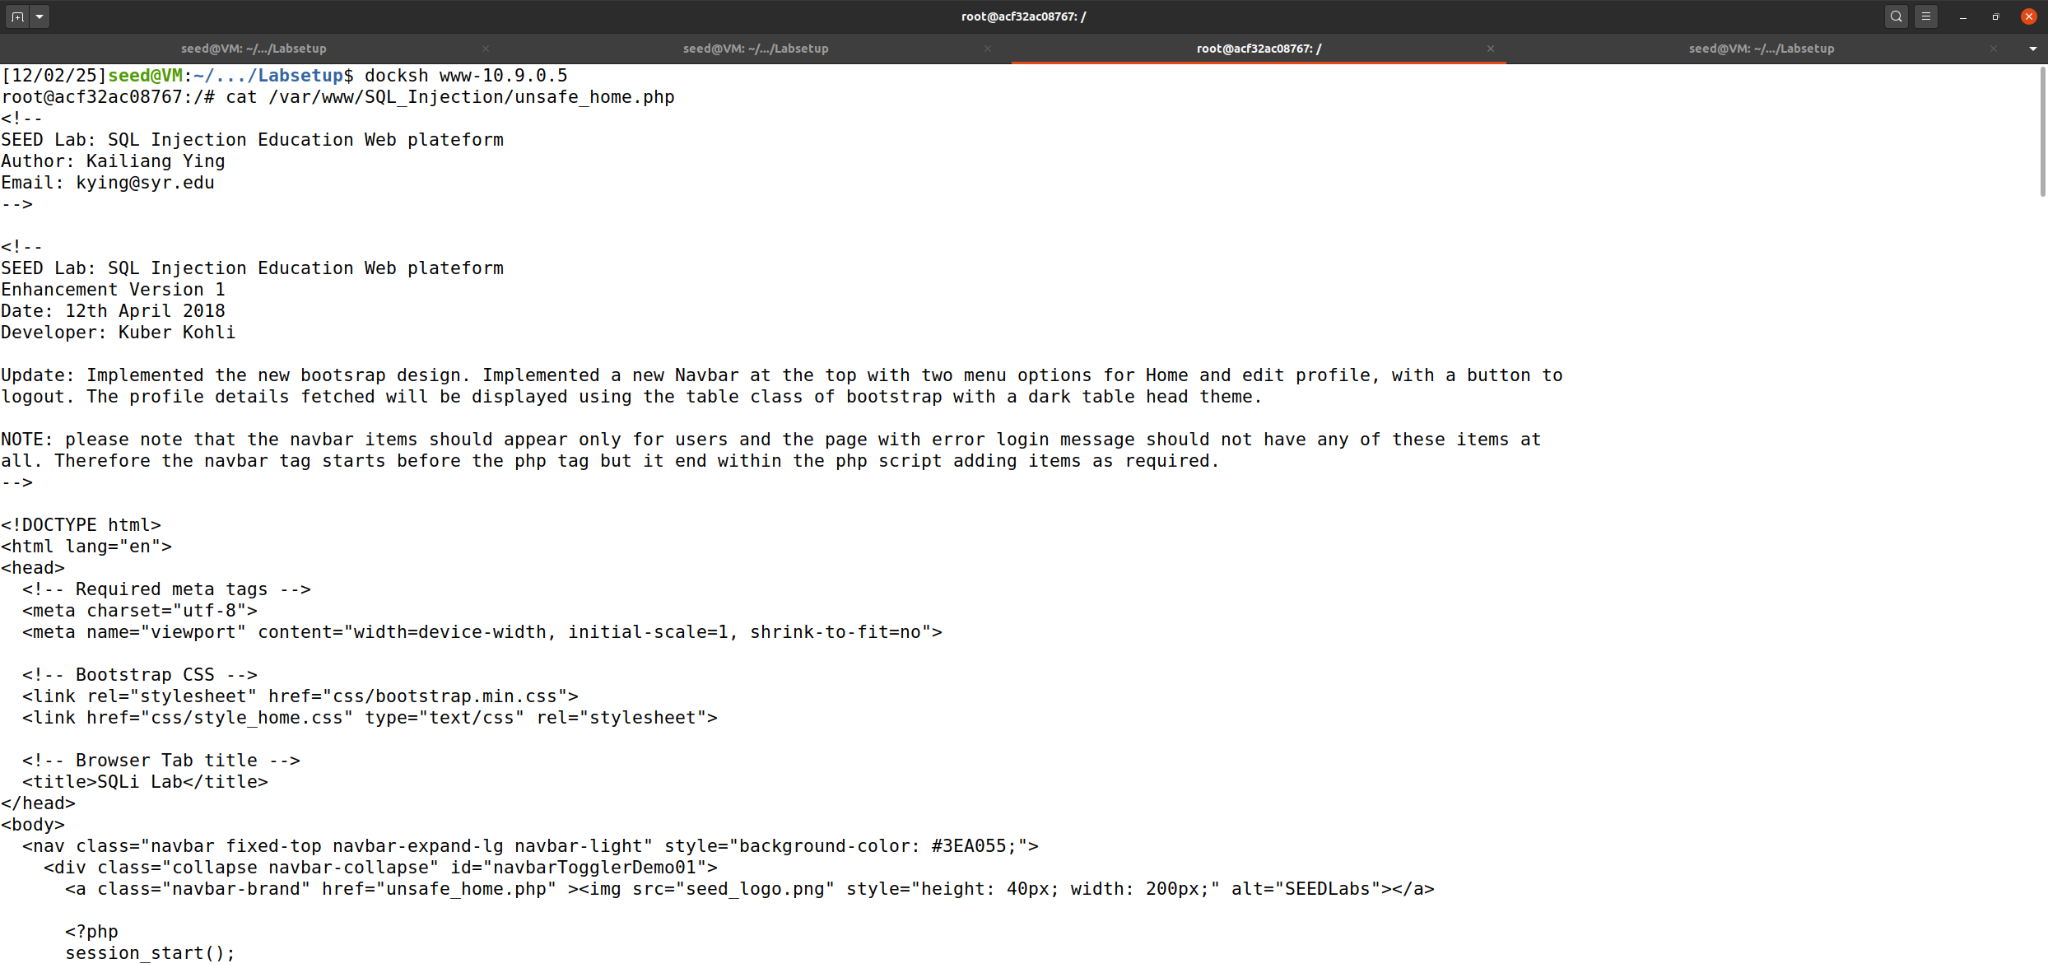 root@acf32ac08767: /
seed@VM: ~/.../Labsetup
seed@VM: ~/.../Labsetup
root@acf32ac08767: /
seed@VM: ~/.../Labsetup
[12/02/25]seed@VM:~/.../Labsetup$ docksh www-10.9.0.5
root@acf32ac08767:/# cat /var/www/SQL_Injection/unsafe_home.php
<!--
SEED Lab: SQL Injection Education Web plateform
Author: Kailiang Ying
Email: kying@syr.edu
-->
<!--
SEED Lab: SQL Injection Education Web plateform
Enhancement Version 1
Date: 12th April 2018
Developer: Kuber Kohli
Update: Implemented the new bootsrap design. Implemented a new Navbar at the top with two menu options for Home and edit profile, with a button to
logout. The profile details fetched will be displayed using the table class of bootstrap with a dark table head theme.
NOTE: please note that the navbar items should appear only for users and the page with error login message should not have any of these items at
all. Therefore the navbar tag starts before the php tag but it end within the php script adding items as required.
-->
<!DOCTYPE html>
<html lang="en">
<head>
  <!-- Required meta tags -->
  <meta charset="utf-8">
  <meta name="viewport" content="width=device-width, initial-scale=1, shrink-to-fit=no">
  <!-- Bootstrap CSS -->
  <link rel="stylesheet" href="css/bootstrap.min.css">
  <link href="css/style_home.css" type="text/css" rel="stylesheet">
  <!-- Browser Tab title -->
  <title>SQLi Lab</title>
</head>
<body>
  <nav class="navbar fixed-top navbar-expand-lg navbar-light" style="background-color: #3EA055;">
    <div class="collapse navbar-collapse" id="navbarTogglerDemo01">
      <a class="navbar-brand" href="unsafe_home.php" ><img src="seed_logo.png" style="height: 40px; width: 200px;" alt="SEEDLabs"></a>
      <?php
      session_start();